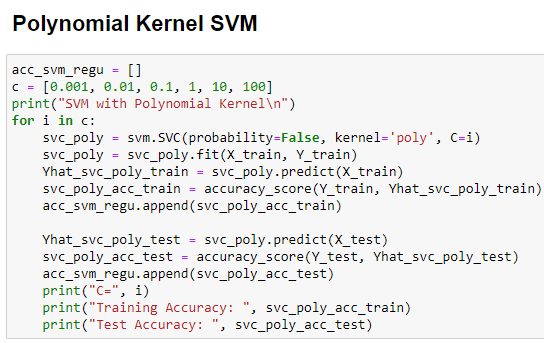 Polynomial Kernel SVM
acc_svm_regu = []
c = [0.001, 0.01, 0.1, 1, 10, 100]
print("SVM with Polynomial Kernel\n")
for i in c:
    svc_poly = svm.SVC(probability=False, kernel='poly', C=i)
    svc_poly = svc_poly.fit(X_train, Y_train)
    Yhat_svc_poly_train = svc_poly.predict(X_train)
    svc_poly_acc_train = accuracy_score(Y_train, Yhat_svc_poly_train)
    acc_svm_regu.append(svc_poly_acc_train)

    Yhat_svc_poly_test = svc_poly.predict(X_test)
    svc_poly_acc_test = accuracy_score(Y_test, Yhat_svc_poly_test)
    acc_svm_regu.append(svc_poly_acc_test)
    print("C=", i)
    print("Training Accuracy: ", svc_poly_acc_train)
    print("Test Accuracy: ", svc_poly_acc_test)